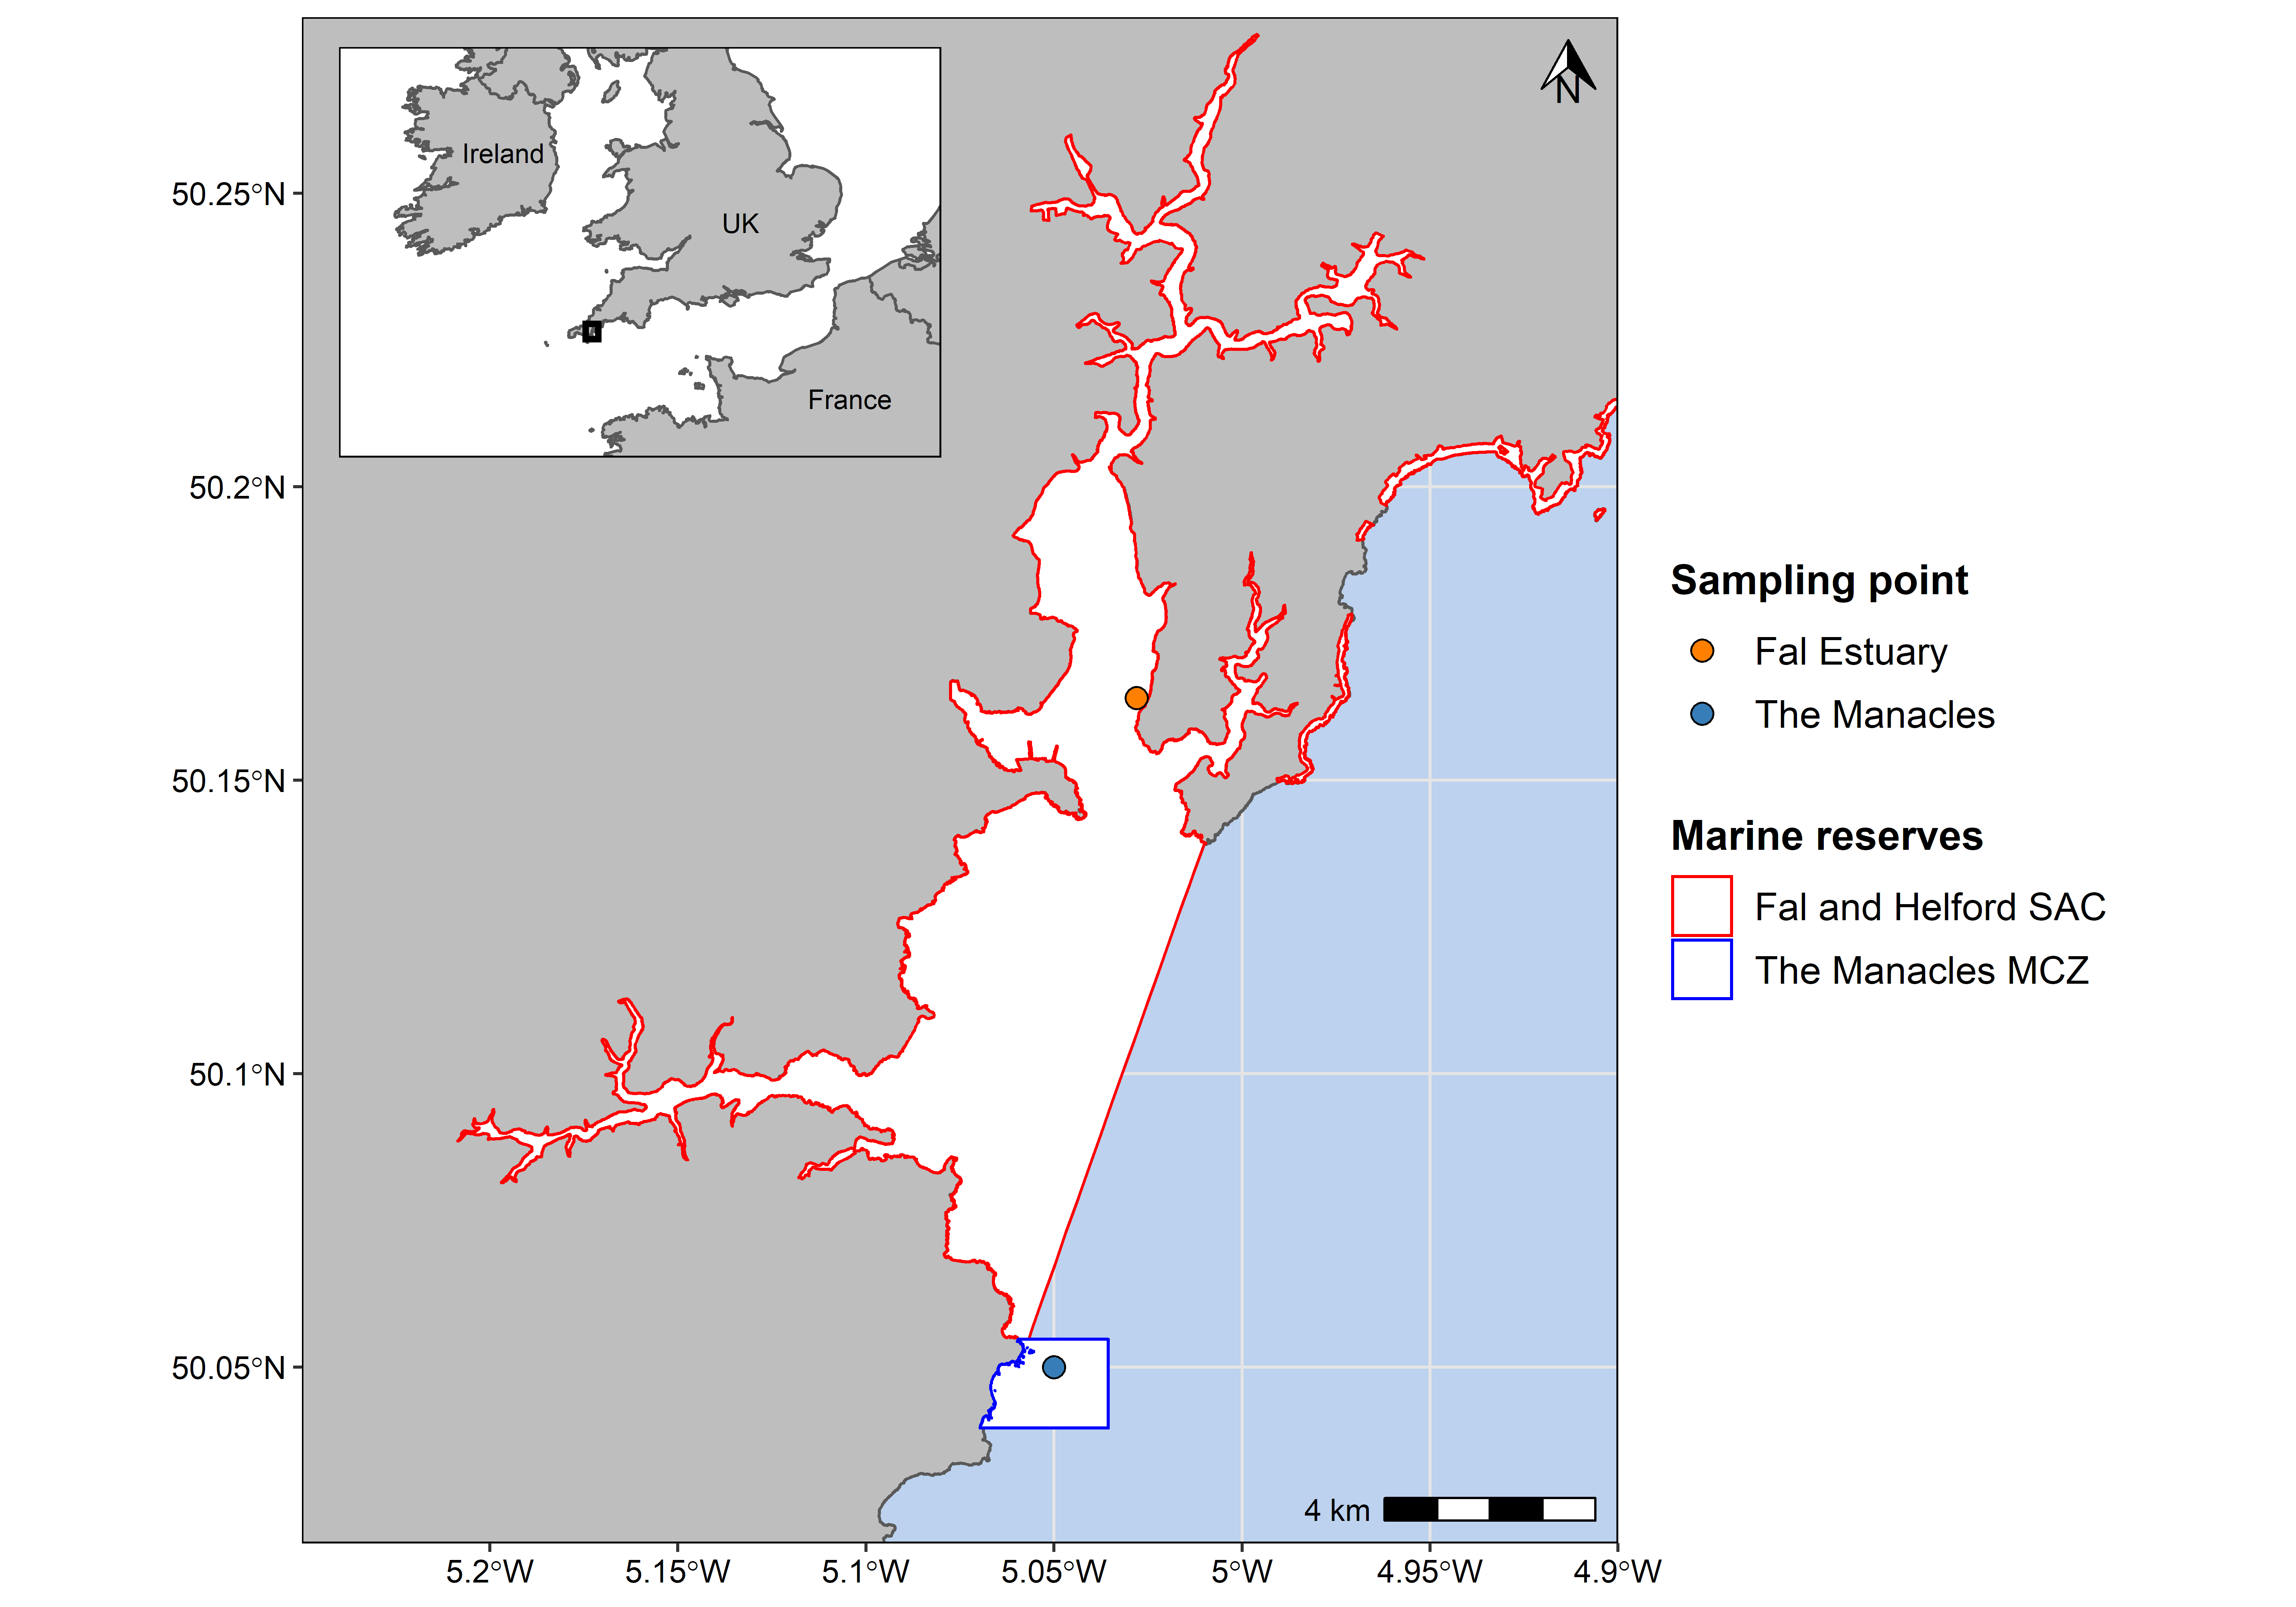 N
Ireland
UK
France
50.25°N
50.2°N
50.15°N
50.1°N
50.05°N
5.2°W
5.15°W
5.1°W
5.05°W
5°W
4.95°W
4.9°W
4 km
Sampling point
Fal Estuary
The Manacles
Marine reserves
Fal and Helford SAC
The Manacles MCZ